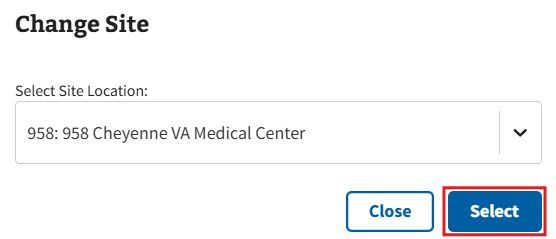 Change Site
Select Site Location:
958: 958 Cheyenne VA Medical Center
Close
Select